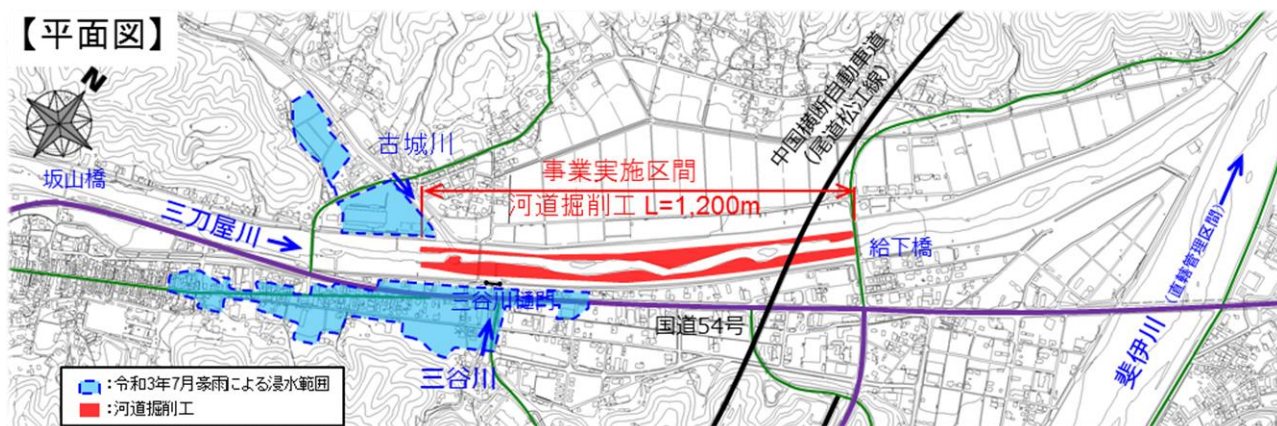 【平面図】
N
坂山橋
三刀屋川
古城川
事業実施区間
河道掘削工 L=1,200m
中国横断自動車道
(尾道松江線)
給下橋
三谷川樋門
三谷川
国道54号
斐伊川
(直轄管理区間)
:令和3年7月豪雨による浸水範囲
:河道掘削工